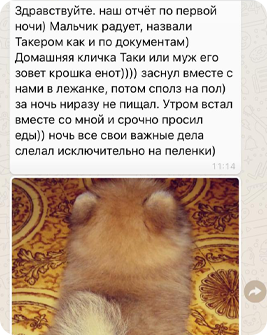 Здравствуйте. наш отчёт по первой
ночи) Мальчик радует, назвали
Такером как и по документам)
Домашняя кличка Таки или муж его
зовет крошка енот)))) заснул вместе с
нами в лежанке, потом сполз на пол)
за ночь ниразу не пищал. Утром встал
вместе со мной и срочно просил
еды)) ночь все свои важные дела
слелал исключительно на пеленки)
11:14